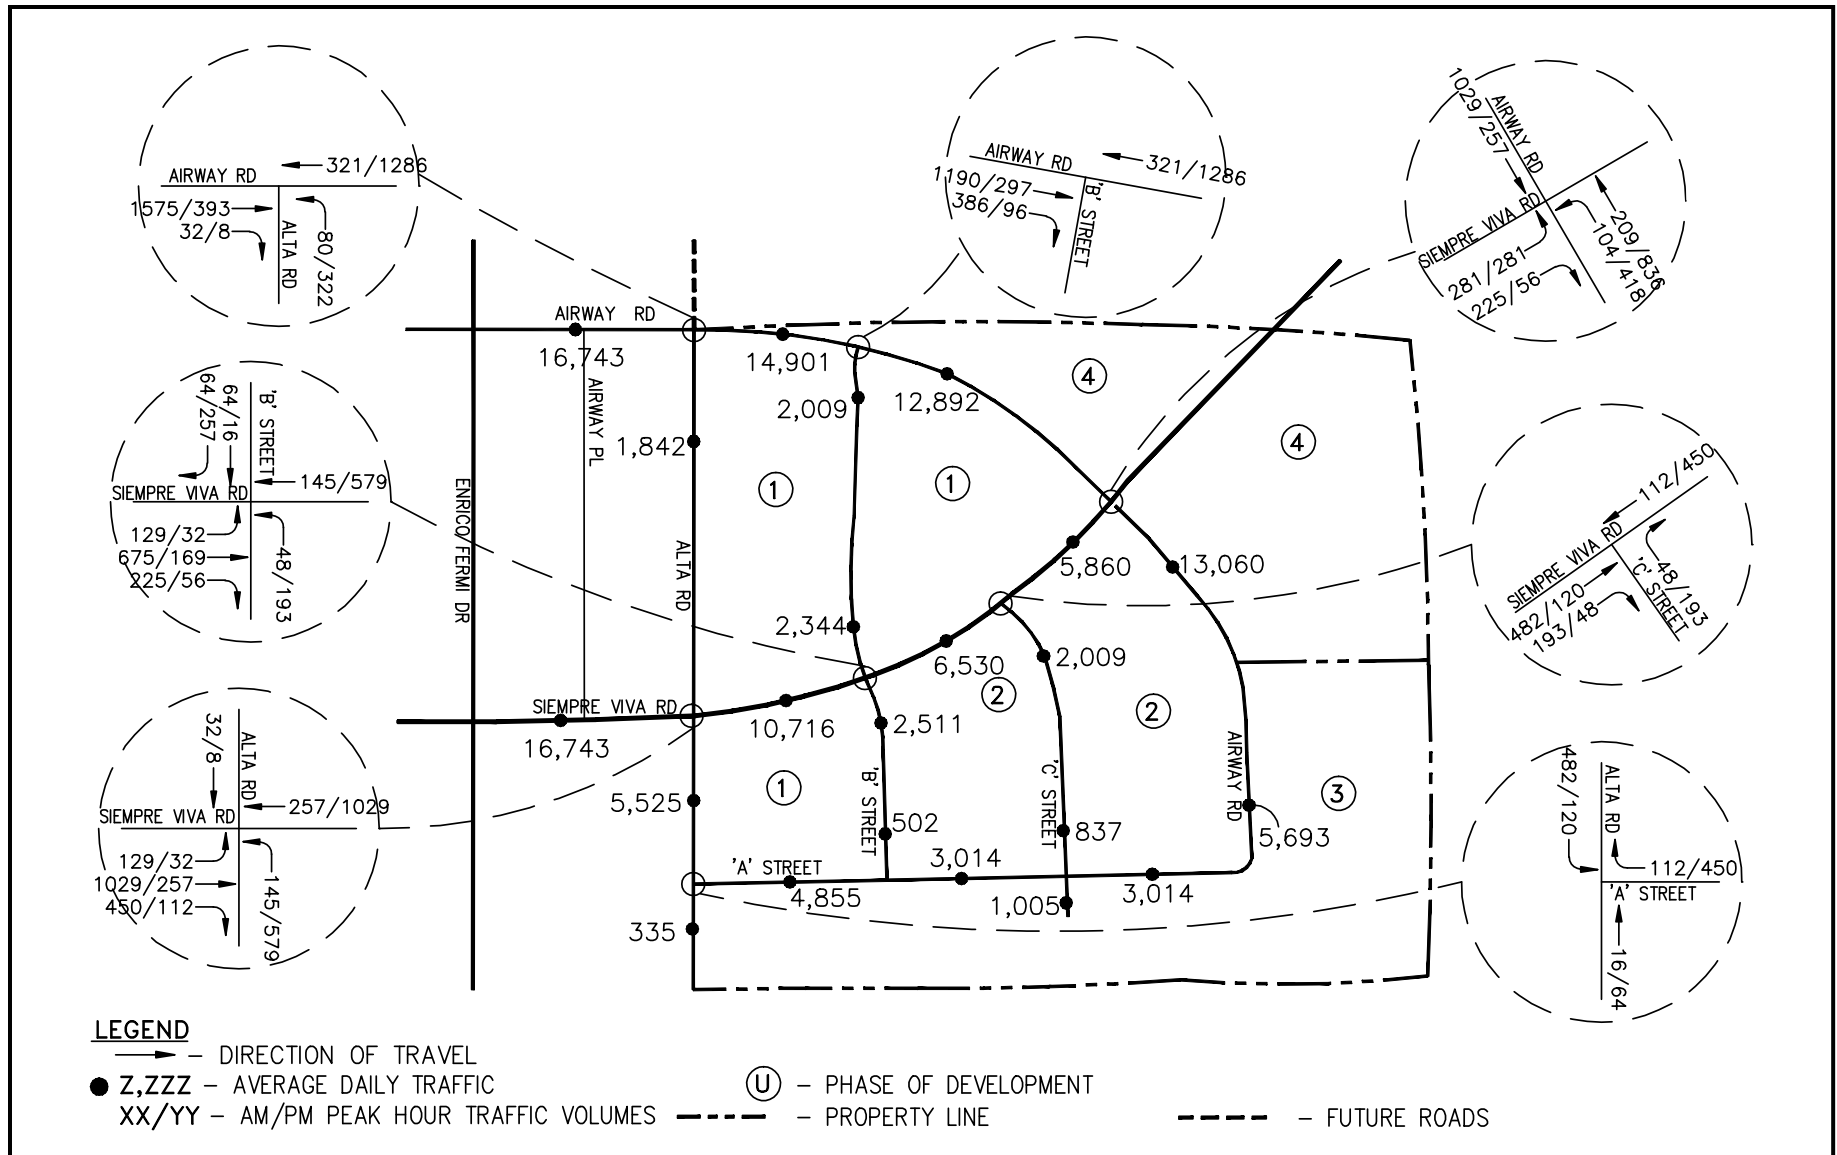 321/1286
AIRWAY RD
1575/393
32/8
ALTA RD
80/322
AIRWAY RD
321/1286
1190/297
386/96
'B' STREET
1029/257
AIRWAY RD
SIEMPRE VIVA RD
281/281
225/56
104/418
209/836
AIRWAY RD
16,743
14,901
AIRWAY PL
2,009
12,892
4
1,842
1
1
4
64/257
64/16
'B' STREET
145/579
SIEMPRE VIVA RD
129/32
675/169
225/56
48/193
ENRICO FERMI DR
ALTA RD
5,860
13,060
112/450
SIEMPRE VIVA RD
482/120
193/48
'C' STREET
48/193
2,344
6,530
2,009
2
2
SIEMPRE VIVA RD
16,743
10,716
2,511
32/8
ALTA RD
257/1029
SIEMPRE VIVA RD
129/32
1029/257
450/112
145/579
5,525
1
'B' STREET
502
'C' STREET
837
AIRWAY RD
5,693
3
'A' STREET
4,855
3,014
1,005
3,014
335
482/120
ALTA RD
112/450
'A' STREET
16/64
LEGEND
– DIRECTION OF TRAVEL
Z,ZZZ – AVERAGE DAILY TRAFFIC
U – PHASE OF DEVELOPMENT
XX/YY – AM/PM PEAK HOUR TRAFFIC VOLUMES
– PROPERTY LINE
– FUTURE ROADS